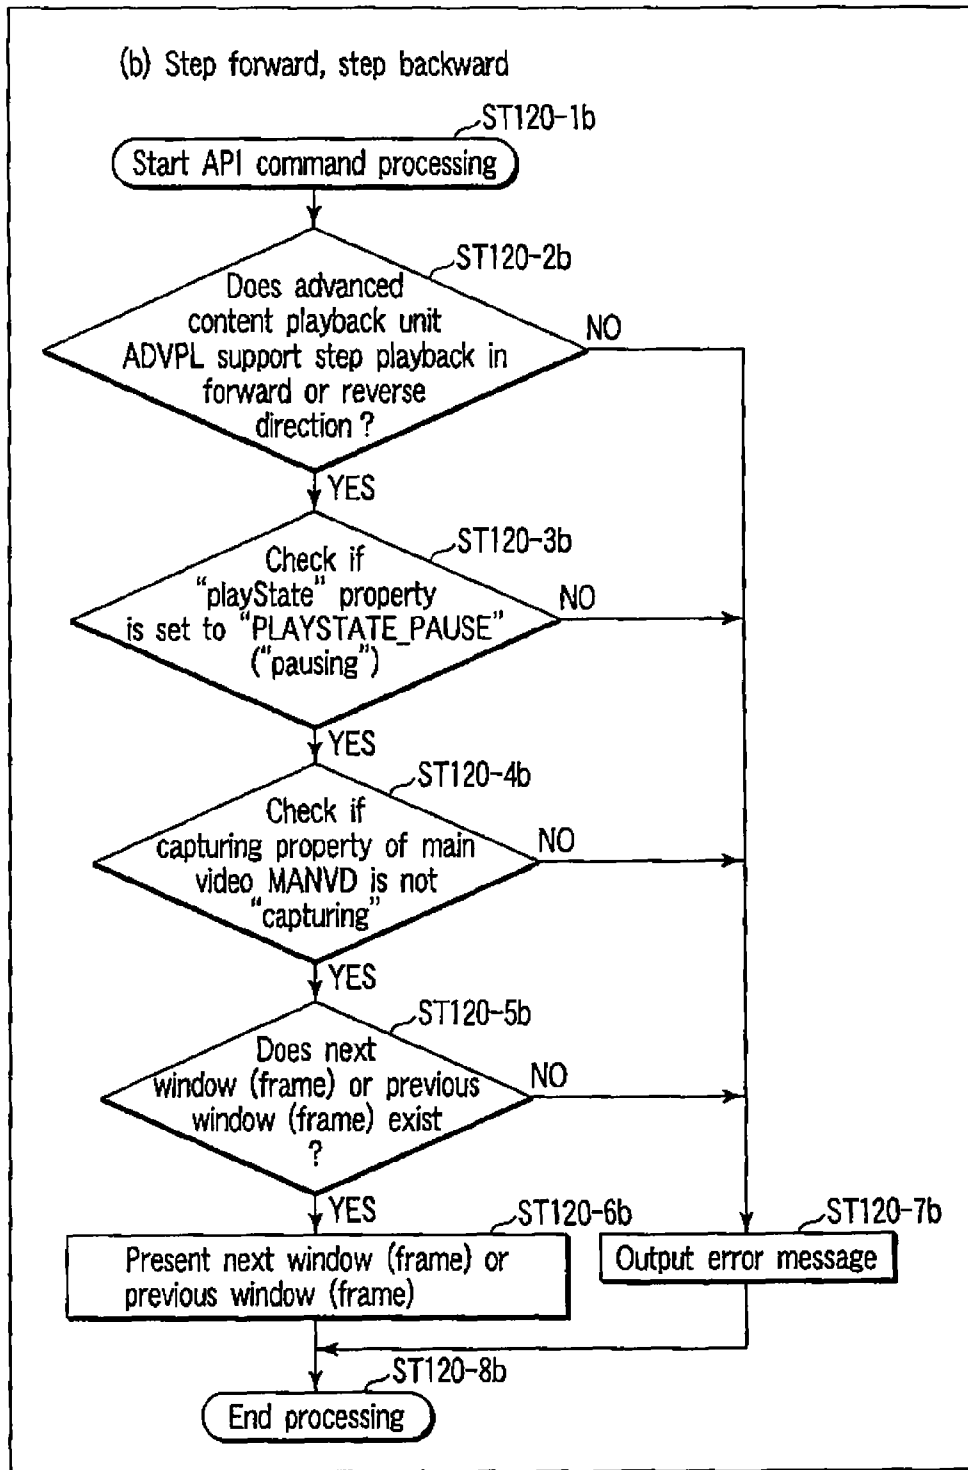 (b) Step forward, step backward
ST120-1b
Start API command processing
ST120-2b
Does advanced
content playback unit
ADVPL support step playback in
forward or reverse
direction ?
NO
YES
ST120-3b
Check if
“playState” property
is set to “PLAYSTATE_PAUSE”
(“pausing”)
NO
YES
ST120-4b
Check if
capturing property of main
video MANVD is not
“capturing”
NO
YES
ST120-5b
Does next
window (frame) or previous
window (frame) exist
?
NO
YES
ST120-6b
Present next window (frame) or
previous window (frame)
ST120-7b
Output error message
ST120-8b
End processing